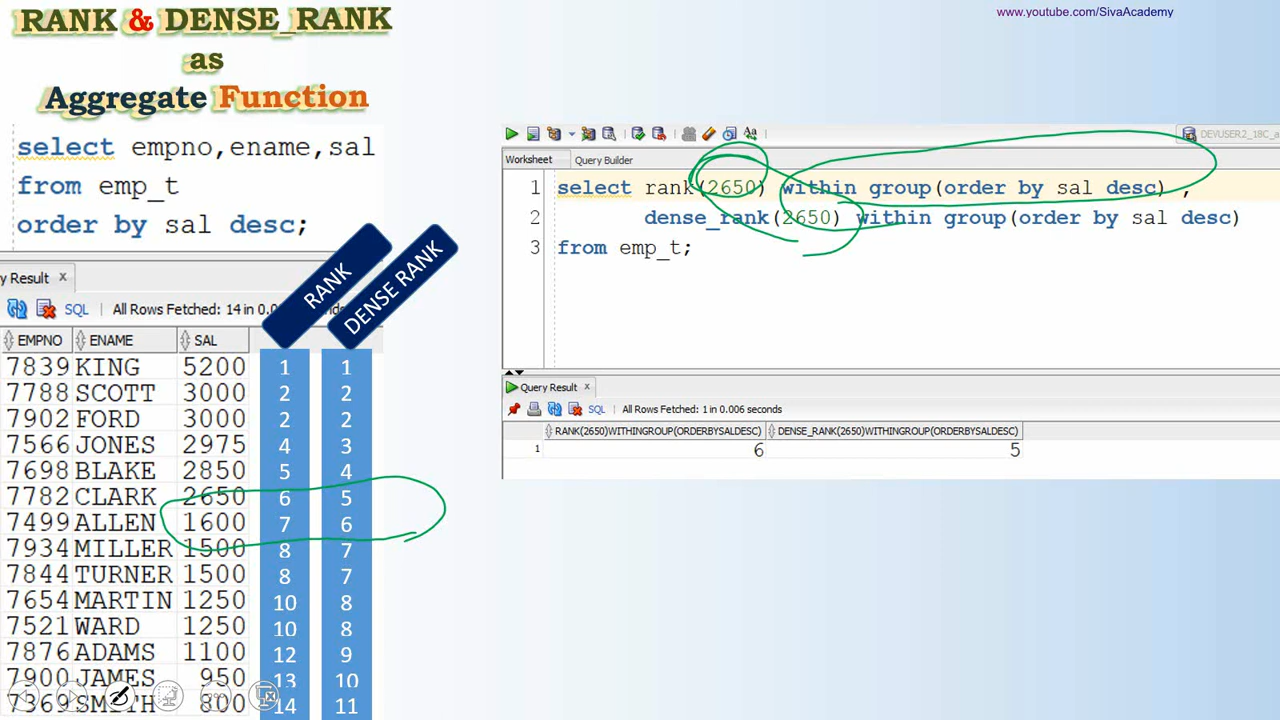 RANK & DENSE_RANK
as
Aggregate Function
www.youtube.com/SivaAcademy
select empno,ename,sal
from emp_t
order by sal desc;
y Result x
SQL | All Rows Fetched: 14 in 0.0
RANK
DENSE RANK
EMPNO ENAME SAL
7839 KING 5200 1 1
7788 SCOTT 3000 2 2
7902 FORD 3000 2 2
7566 JONES 2975 4 3
7698 BLAKE 2850 5 4
7782 CLARK 2650 6 5
7499 ALLEN 1600 7 6
7934 MILLER 1500 8 7
7844 TURNER 1500 8 7
7654 MARTIN 1250 10 8
7521 WARD 1250 10 8
7876 ADAMS 1100 12 9
7900 JAMES 950 13 10
7369 SMITH 800 14 11
DEVUSER2_18C_a
Worksheet Query Builder
1 select rank(2650) within group(order by sal desc) ,
2 dense_rank(2650) within group(order by sal desc)
3 from emp_t;
Query Result x
SQL | All Rows Fetched: 1 in 0.006 seconds
RANK(2650)WITHINGROUP(ORDERBYSALDESC) DENSE_RANK(2650)WITHINGROUP(ORDERBYSALDESC)
1 6 5